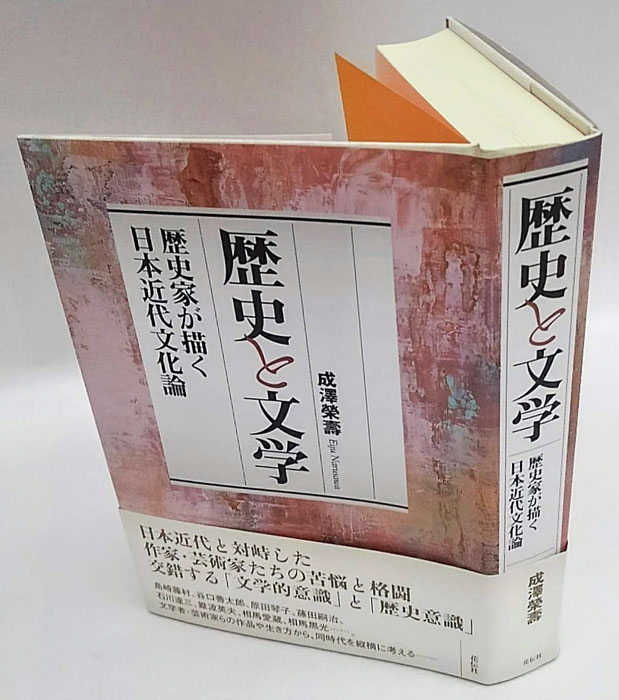 歴史と文学
歴史家が描く
日本近代文化論
成澤榮壽
Eiju Narusawa
日本近代と対峙した
作家・芸術家たちの苦悩と格闘
交錯する「文学的意識」と「歴史意識」
島崎藤村、谷口善太郎、原田琴子、藤田嗣治、
石川達三、難波英夫、相馬愛蔵、相馬黒光……。
文学者・芸術家らの作品や生き方から、同時代を縦横に考える――
花伝社
歴史と文学
歴史家が描く
日本近代文化論
成澤榮壽
花伝社